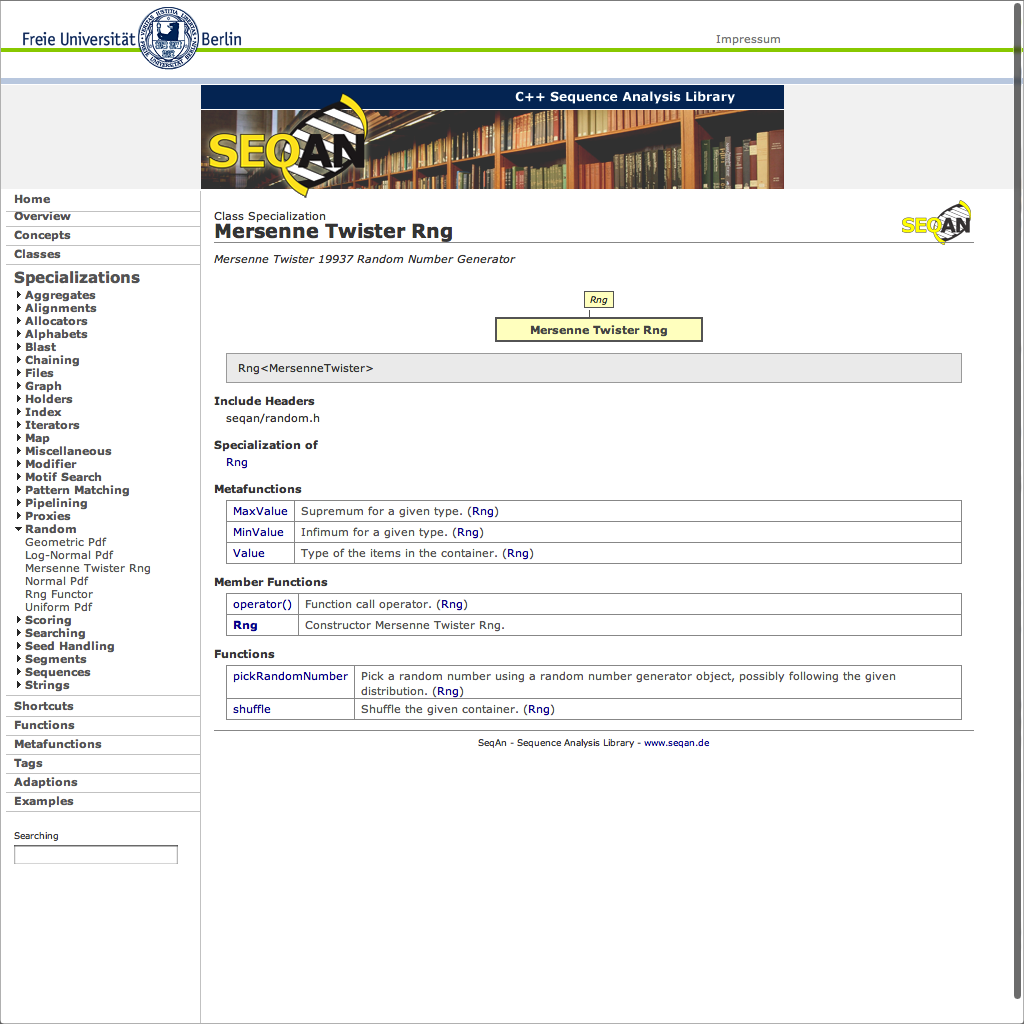 Freie Universität Berlin
Impressum
C++ Sequence Analysis Library
SEQAN
Home
Overview
Concepts
Classes
Specializations
Aggregates
Alignments
Allocators
Alphabets
Blast
Chaining
Files
Graph
Holders
Index
Iterators
Map
Miscellaneous
Modifier
Motif Search
Pattern Matching
Pipelining
Proxies
Random
Geometric Pdf
Log-Normal Pdf
Mersenne Twister Rng
Normal Pdf
Rng Functor
Uniform Pdf
Scoring
Searching
Seed Handling
Segments
Sequences
Strings
Shortcuts
Functions
Metafunctions
Tags
Adaptions
Examples
Searching
Class Specialization
Mersenne Twister Rng
SEQAN
Mersenne Twister 19937 Random Number Generator
Rng
Mersenne Twister Rng
Rng<MersenneTwister>
Include Headers
seqan/random.h
Specialization of
Rng
Metafunctions
MaxValue Supremum for a given type. (Rng)
MinValue Infimum for a given type. (Rng)
Value Type of the items in the container. (Rng)
Member Functions
operator() Function call operator. (Rng)
Rng Constructor Mersenne Twister Rng.
Functions
pickRandomNumber Pick a random number using a random number generator object, possibly following the given
distribution. (Rng)
shuffle Shuffle the given container. (Rng)
SeqAn - Sequence Analysis Library - www.seqan.de